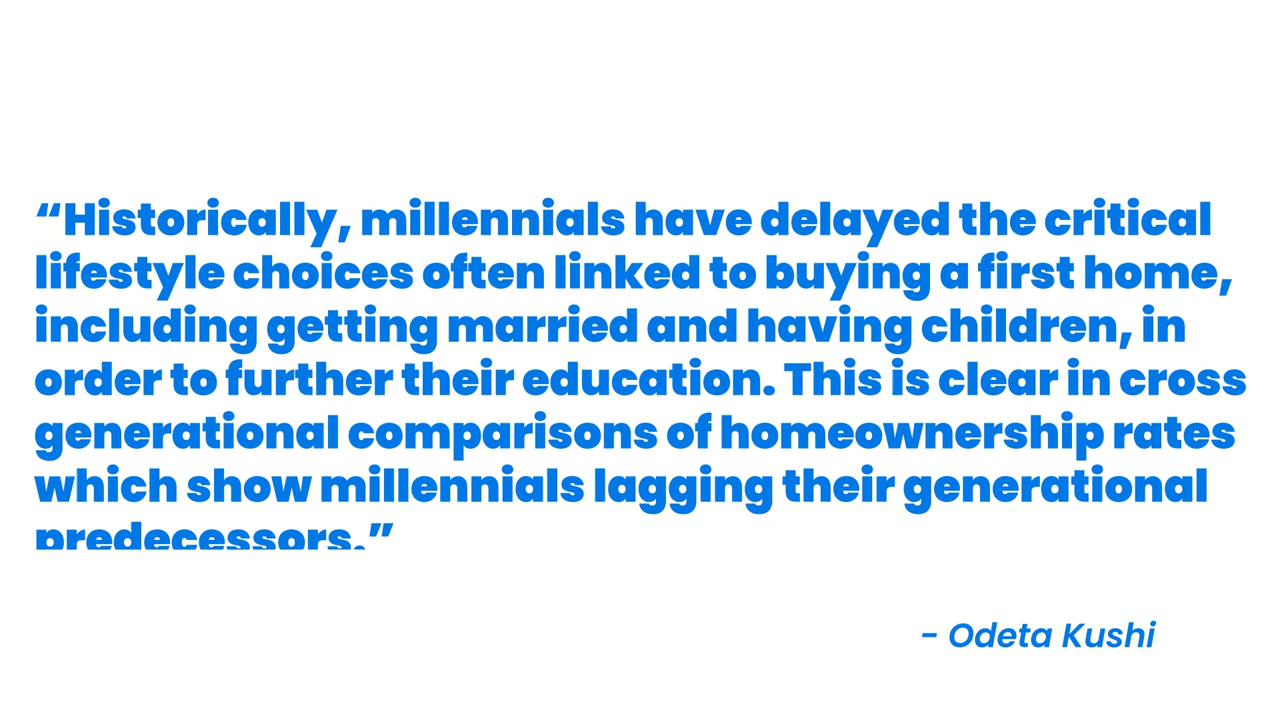 “Historically, millennials have delayed the critical
lifestyle choices often linked to buying a first home,
including getting married and having children, in
order to further their education. This is clear in cross
generational comparisons of homeownership rates
which show millennials lagging their generational
predecessors.”
- Odeta Kushi